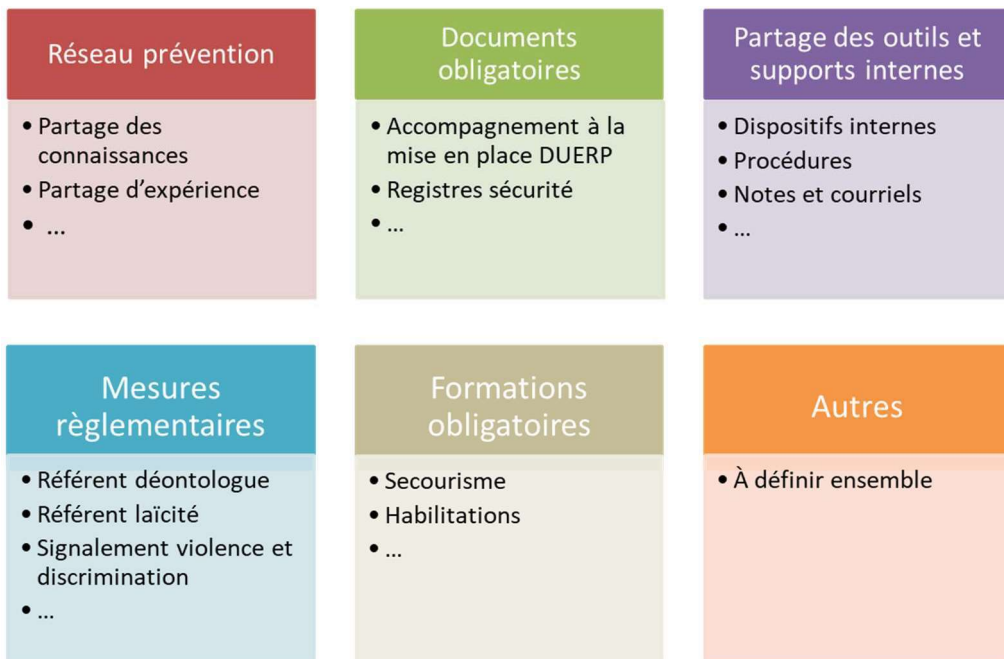 Réseau prévention
• Partage des
connaissances
• Partage d’expérience
• ...
Documents
obligatoires
• Accompagnement à la
mise en place DUERP
• Registres sécurité
• ...
Partage des outils et
supports internes
• Dispositifs internes
• Procédures
• Notes et courriels
• ...
Mesures
règlementaires
• Référent déontologue
• Référent laïcité
• Signalement violence et
discrimination
• ...
Formations
obligatoires
• Secourisme
• Habilitations
• ...
Autres
• À définir ensemble